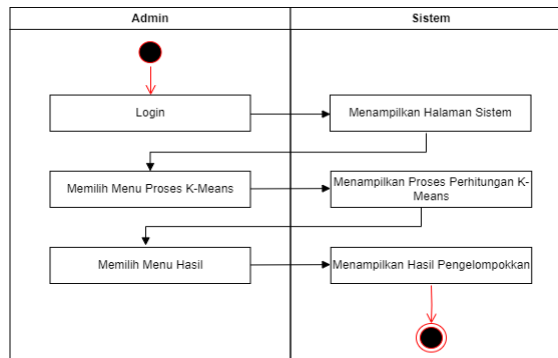 Admin
Sistem
Login
Menampilkan Halaman Sistem
Memilih Menu Proses K-Means
Menampilkan Proses Perhitungan K-
Means
Memilih Menu Hasil
Menampilkan Hasil Pengelompokkan